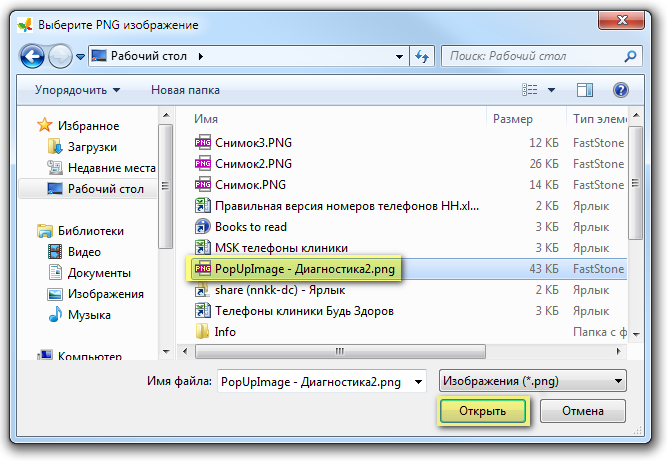 Выберите PNG изображение
Рабочий стол
Поиск: Рабочий стол
Упорядочить
Новая папка
Избранное
Загрузки
Недавние места
Рабочий стол
Библиотеки
Видео
Документы
Изображения
Музыка
Компьютер
Имя Размер Тип элеме
Снимок3.PNG 12 КБ FastStone
Снимок2.PNG 26 КБ FastStone
Снимок.PNG 14 КБ FastStone
Правильная версия номеров телефонов НН.xl... 2 КБ Ярлык
Books to read 3 КБ Ярлык
MSK телефоны клиники 3 КБ Ярлык
PopUpImage - Диагностика2.png 43 КБ FastStone
share (nnkk-dc) - Ярлык 2 КБ Ярлык
Телефоны клиники Будь Здоров 3 КБ Ярлык
Info Папка с ф
Имя файла: PopUpImage - Диагностика2.png
Изображения (*.png)
Открыть
Отмена